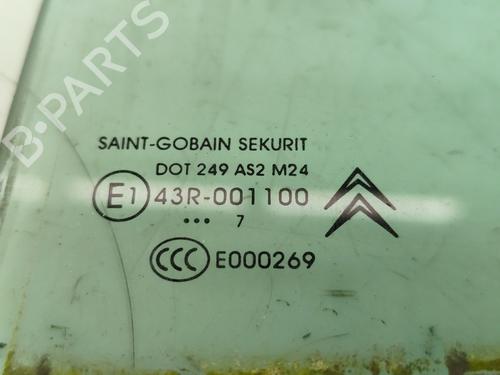 B-PARTS
SAINT-GOBAIN SEKURIT
DOT 249 AS2 M24
E1 43R-001100
••• 7
CCC E000269